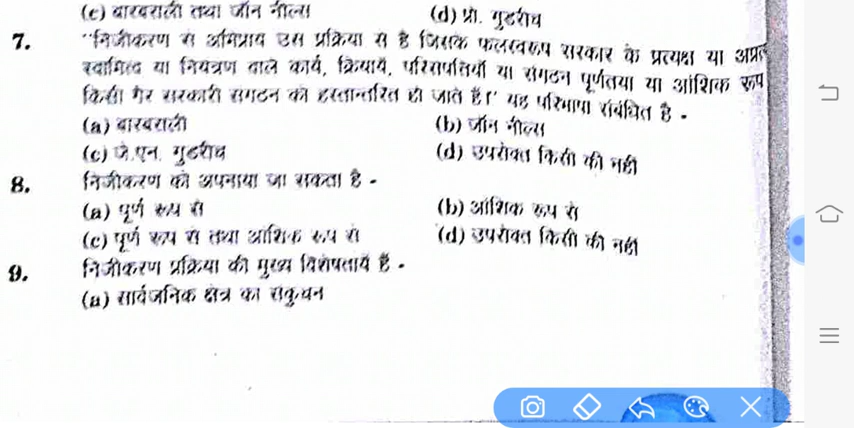 (c) बारबराली तथा जॉन नील्स (d) प्रो. गुडरीच
7. "निजीकरण से अभिप्राय उस प्रक्रिया से है जिसके फलस्वरूप सरकार के प्रत्यक्ष या अप्रत
स्वामित्व या नियंत्रण वाले कार्य, क्रियायें, परिसंपत्तियाँ या संगठन पूर्णतया या आंशिक रूप
किसी गैर सरकारी संगठन को हस्तान्तरित हो जाते हैं।" यह परिभाषा संबंधित है -
(a) बारबराली (b) जॉन नील्स
(c) जे.एन. गुडरीच (d) उपरोक्त किसी की नहीं
8. निजीकरण को अपनाया जा सकता है -
(a) पूर्ण रूप से (b) आंशिक रूप से
(c) पूर्ण रूप से तथा आंशिक रूप से (d) उपरोक्त किसी की नहीं
9. निजीकरण प्रक्रिया की मुख्य विशेषतायें हैं -
(a) सार्वजनिक क्षेत्र का संकुचन